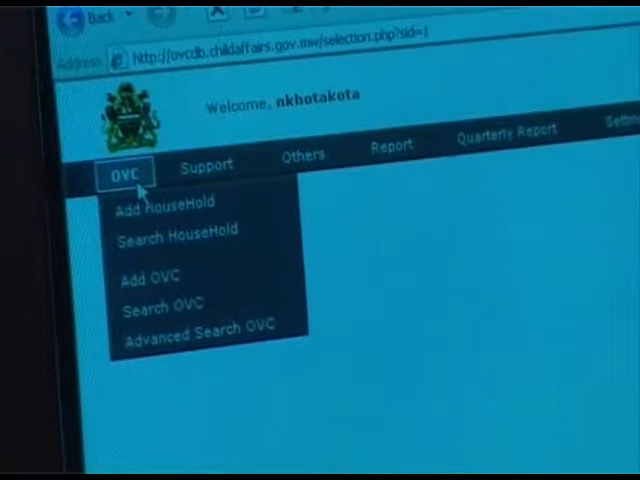 Back
Address http://ovcdb.childaffairs.gov.mw/selection.php?sid=1
Welcome, nkhotakota
OVC Support Others Report Quarterly Report
Add HouseHold
Search HouseHold
Add OVC
Search OVC
Advanced Search OVC